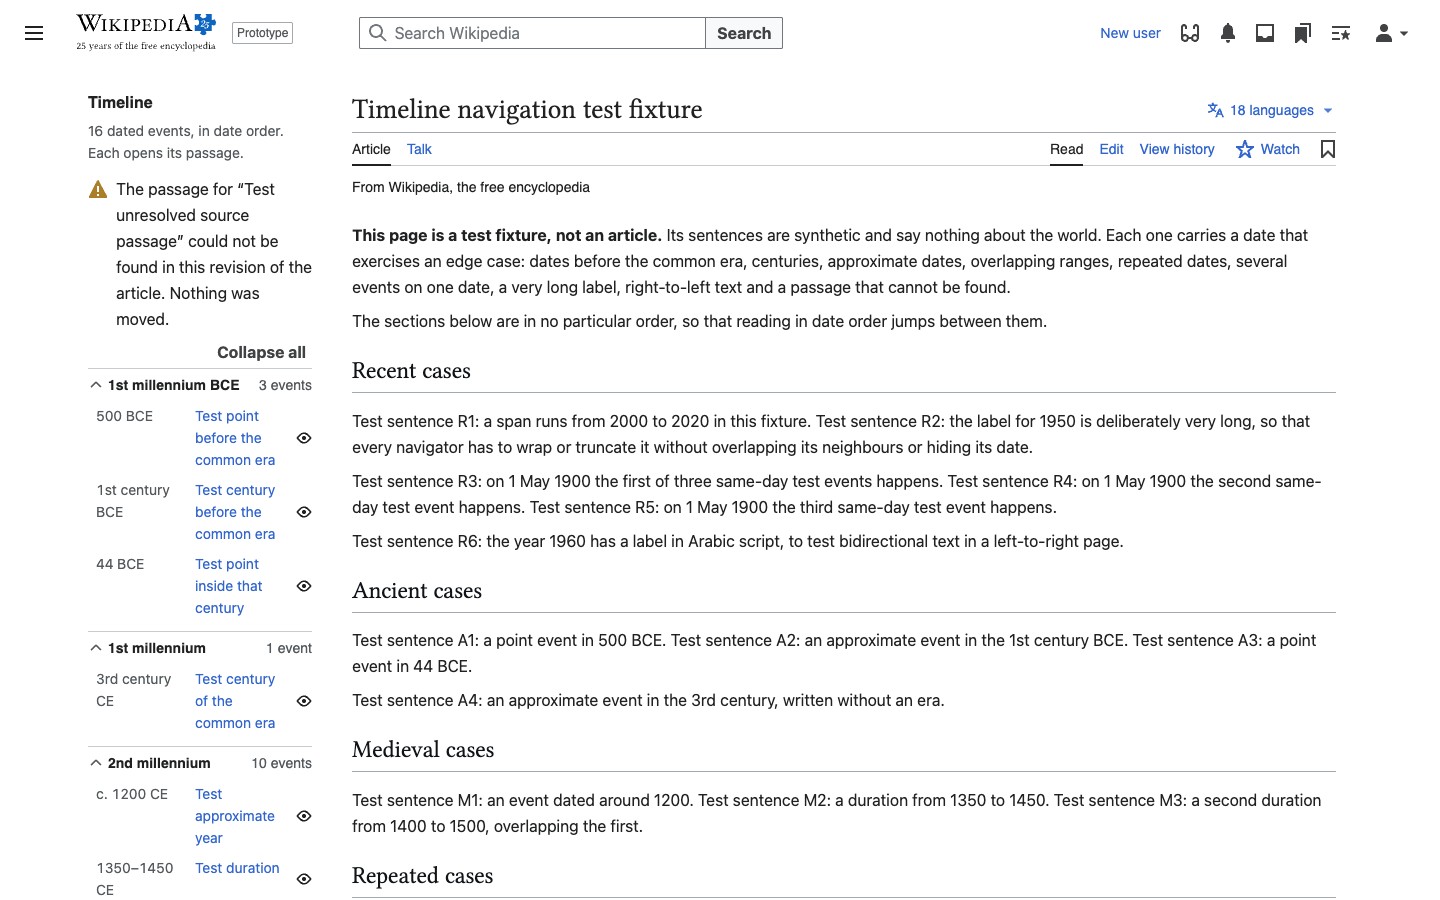 WIKIPEDIA 25
25 years of the free encyclopedia
Prototype
Search Wikipedia
Search
New user
Timeline
16 dated events, in date order.
Each opens its passage.
The passage for “Test
unresolved source
passage” could not be
found in this revision of the
article. Nothing was
moved.
Collapse all
1st millennium BCE 3 events
500 BCE Test point
before the
common era
1st century Test century
BCE before the
common era
44 BCE Test point
inside that
century
1st millennium 1 event
3rd century Test century
CE of the
common era
2nd millennium 10 events
c. 1200 CE Test
approximate
year
1350–1450 Test duration
CE
Timeline navigation test fixture
18 languages
Article Talk
Read Edit View history Watch
From Wikipedia, the free encyclopedia
This page is a test fixture, not an article. Its sentences are synthetic and say nothing about the world. Each one carries a date that
exercises an edge case: dates before the common era, centuries, approximate dates, overlapping ranges, repeated dates, several
events on one date, a very long label, right-to-left text and a passage that cannot be found.
The sections below are in no particular order, so that reading in date order jumps between them.
Recent cases
Test sentence R1: a span runs from 2000 to 2020 in this fixture. Test sentence R2: the label for 1950 is deliberately very long, so that
every navigator has to wrap or truncate it without overlapping its neighbours or hiding its date.
Test sentence R3: on 1 May 1900 the first of three same-day test events happens. Test sentence R4: on 1 May 1900 the second same-
day test event happens. Test sentence R5: on 1 May 1900 the third same-day test event happens.
Test sentence R6: the year 1960 has a label in Arabic script, to test bidirectional text in a left-to-right page.
Ancient cases
Test sentence A1: a point event in 500 BCE. Test sentence A2: an approximate event in the 1st century BCE. Test sentence A3: a point
event in 44 BCE.
Test sentence A4: an approximate event in the 3rd century, written without an era.
Medieval cases
Test sentence M1: an event dated around 1200. Test sentence M2: a duration from 1350 to 1450. Test sentence M3: a second duration
from 1400 to 1500, overlapping the first.
Repeated cases